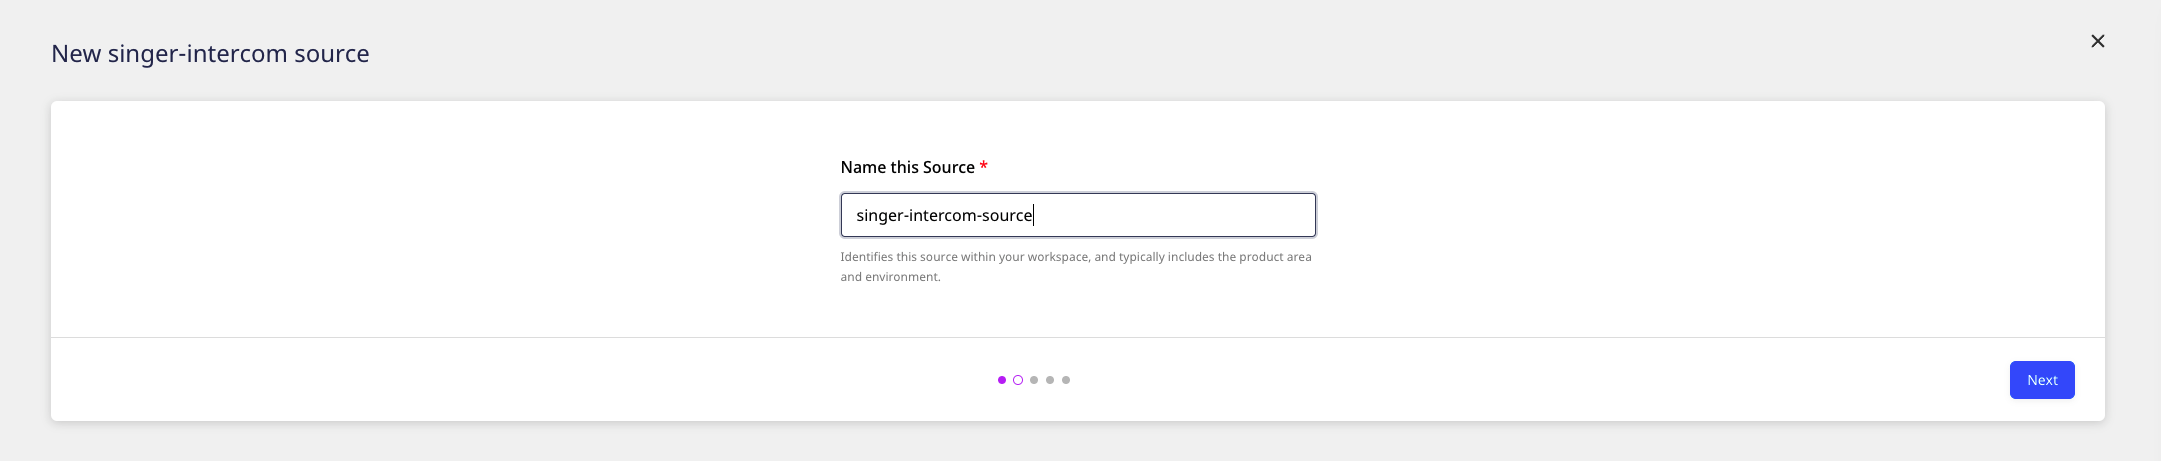 New singer-intercom source
Name this Source *
singer-intercom-source
Identifies this source within your workspace, and typically includes the product area
and environment.
Next